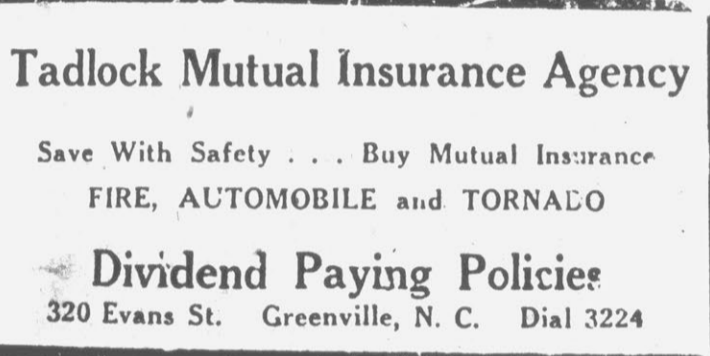 Tadlock Mutual Insurance Agency
Save With Safety . . . Buy Mutual Insurance
FIRE, AUTOMOBILE and TORNADO
Dividend Paying Policies
320 Evans St. Greenville, N. C. Dial 3224